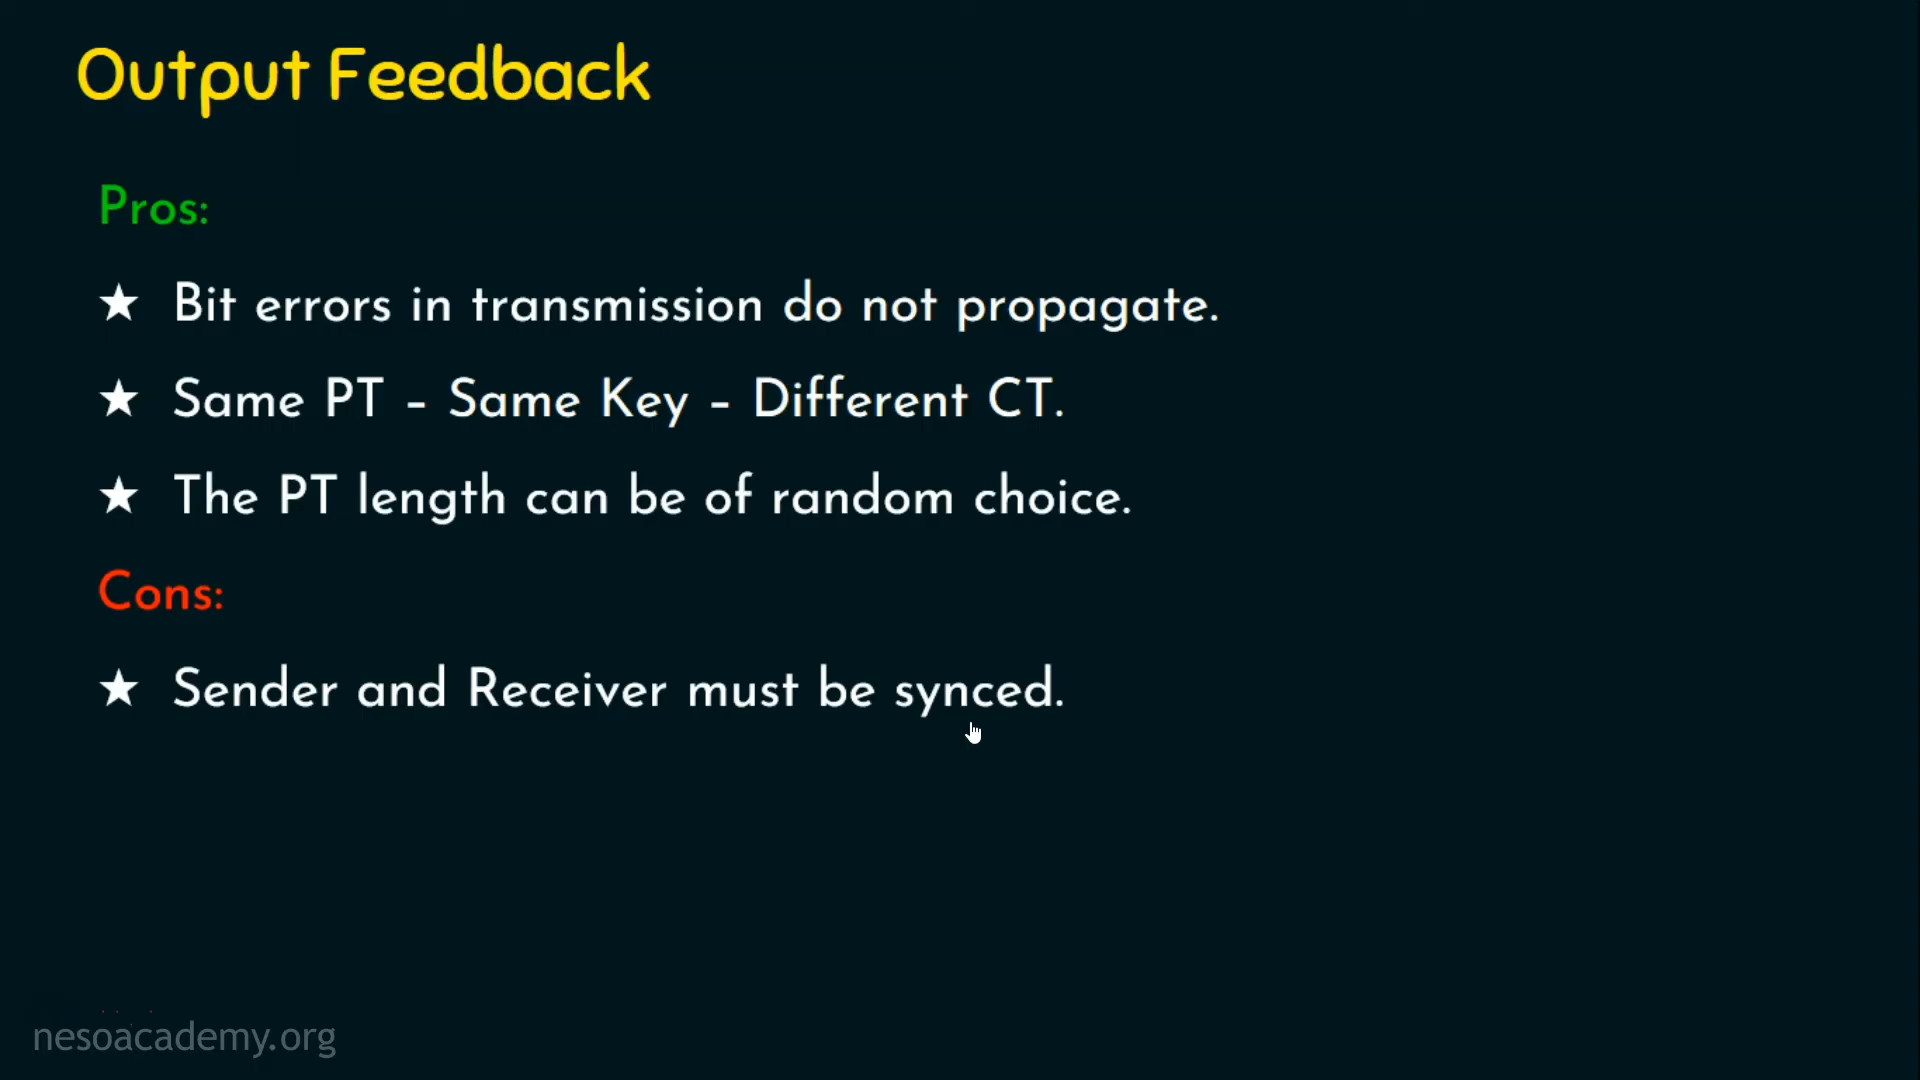 Output Feedback
Pros:
★ Bit errors in transmission do not propagate.
★ Same PT – Same Key – Different CT.
★ The PT length can be of random choice.
Cons:
★ Sender and Receiver must be synced.
nesoacademy.org